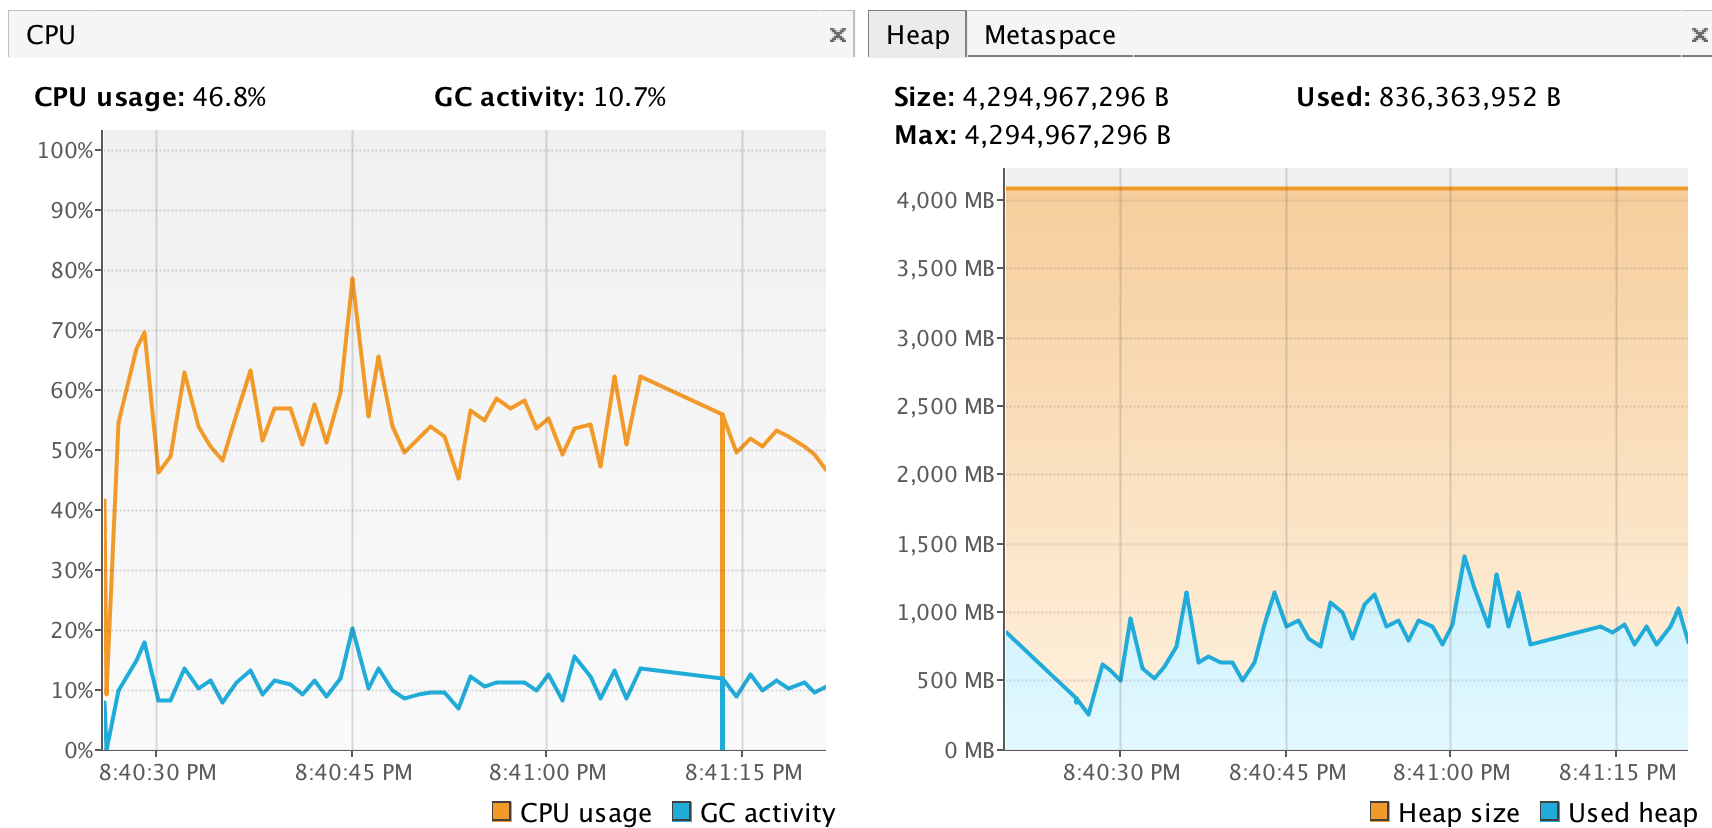 CPU
CPU usage: 46.8%
GC activity: 10.7%
100%
90%
80%
70%
60%
50%
40%
30%
20%
10%
0%
8:40:30 PM
8:40:45 PM
8:41:00 PM
8:41:15 PM
CPU usage
GC activity
Heap
Metaspace
Size: 4,294,967,296 B
Used: 836,363,952 B
Max: 4,294,967,296 B
4,000 MB
3,500 MB
3,000 MB
2,500 MB
2,000 MB
1,500 MB
1,000 MB
500 MB
0 MB
8:40:30 PM
8:40:45 PM
8:41:00 PM
8:41:15 PM
Heap size
Used heap